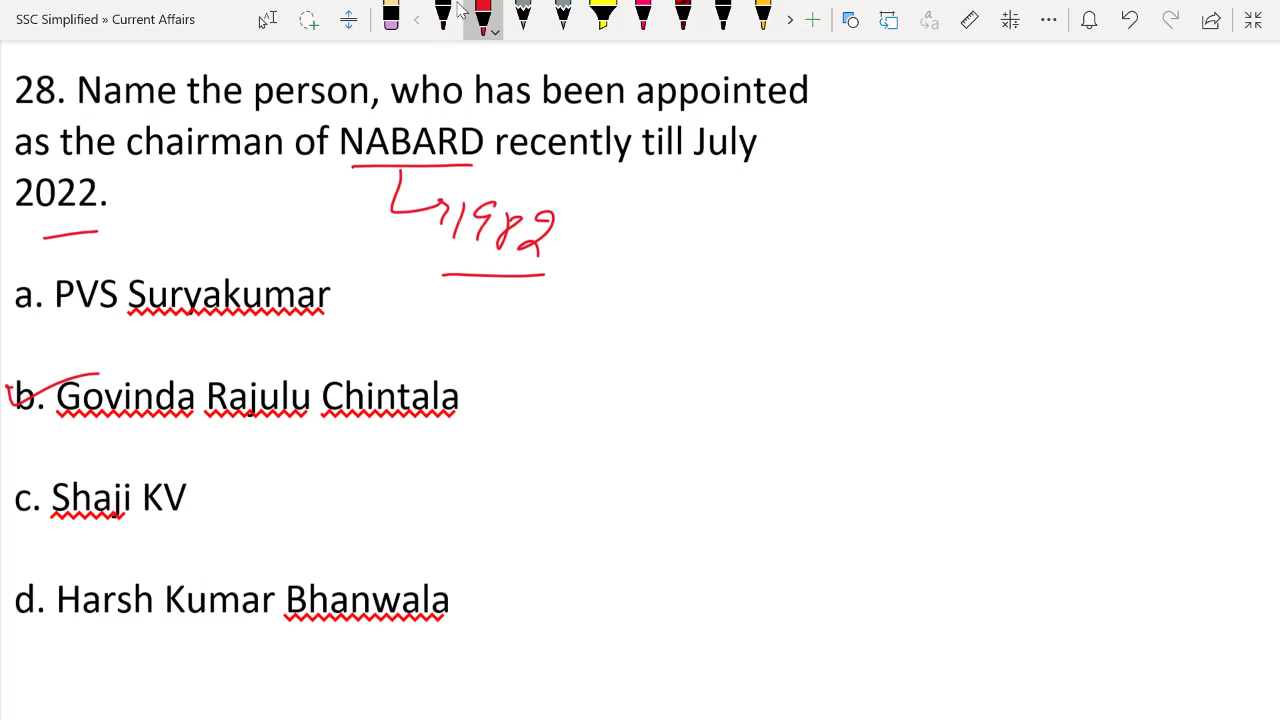 SSC Simplified » Current Affairs
28. Name the person, who has been appointed
as the chairman of NABARD recently till July
2022.
1982
a. PVS Suryakumar
b. Govinda Rajulu Chintala
c. Shaji KV
d. Harsh Kumar Bhanwala